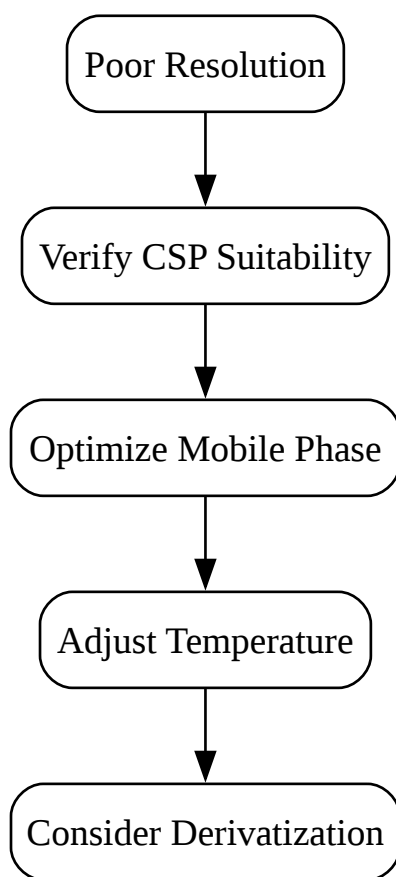 Poor Resolution
Verify CSP Suitability
Optimize Mobile Phase
Adjust Temperature
Consider Derivatization